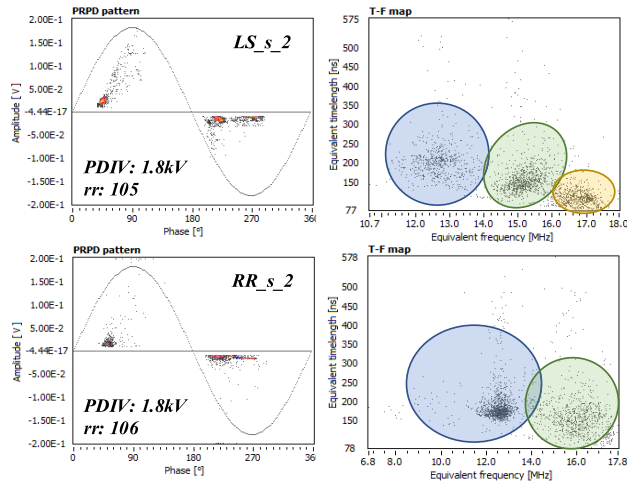 PRPD pattern
T-F map
Amplitude [ V ]
2.00E-1
1.50E-1
1.00E-1
5.00E-2
-4.44E-17
-5.00E-2
-1.00E-1
-1.50E-1
-2.00E-1
LS_s_2
PDIV: 1.8kV
rr: 105
0 90 180 270 36
Phase [°]
Equivalent timelength [ns]
575
500
450
400
350
300
250
200
150
77
10.7 12.0 13.0 14.0 15.0 16.0 17.0 18.0
Equivalent frequency [MHz]
PRPD pattern
T-F map
Amplitude [ V ]
2.00E-1
1.50E-1
1.00E-1
5.00E-2
-4.44E-17
-5.00E-2
-1.00E-1
-1.50E-1
-2.00E-1
RR_s_2
PDIV: 1.8kV
rr: 106
0 90 180 270 36
Phase [°]
Equivalent timelength [ns]
578
500
450
400
350
300
250
200
150
78
6.8 8.0 10.0 12.0 14.0 16.0 17.8
Equivalent frequency [MHz]